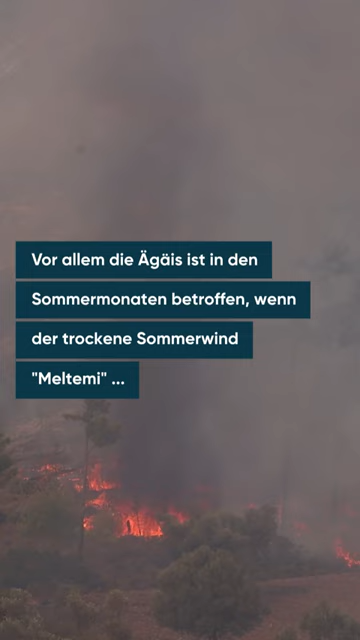 Vor allem die Ägäis ist in den
Sommermonaten betroffen, wenn
der trockene Sommerwind
"Meltemi" ...